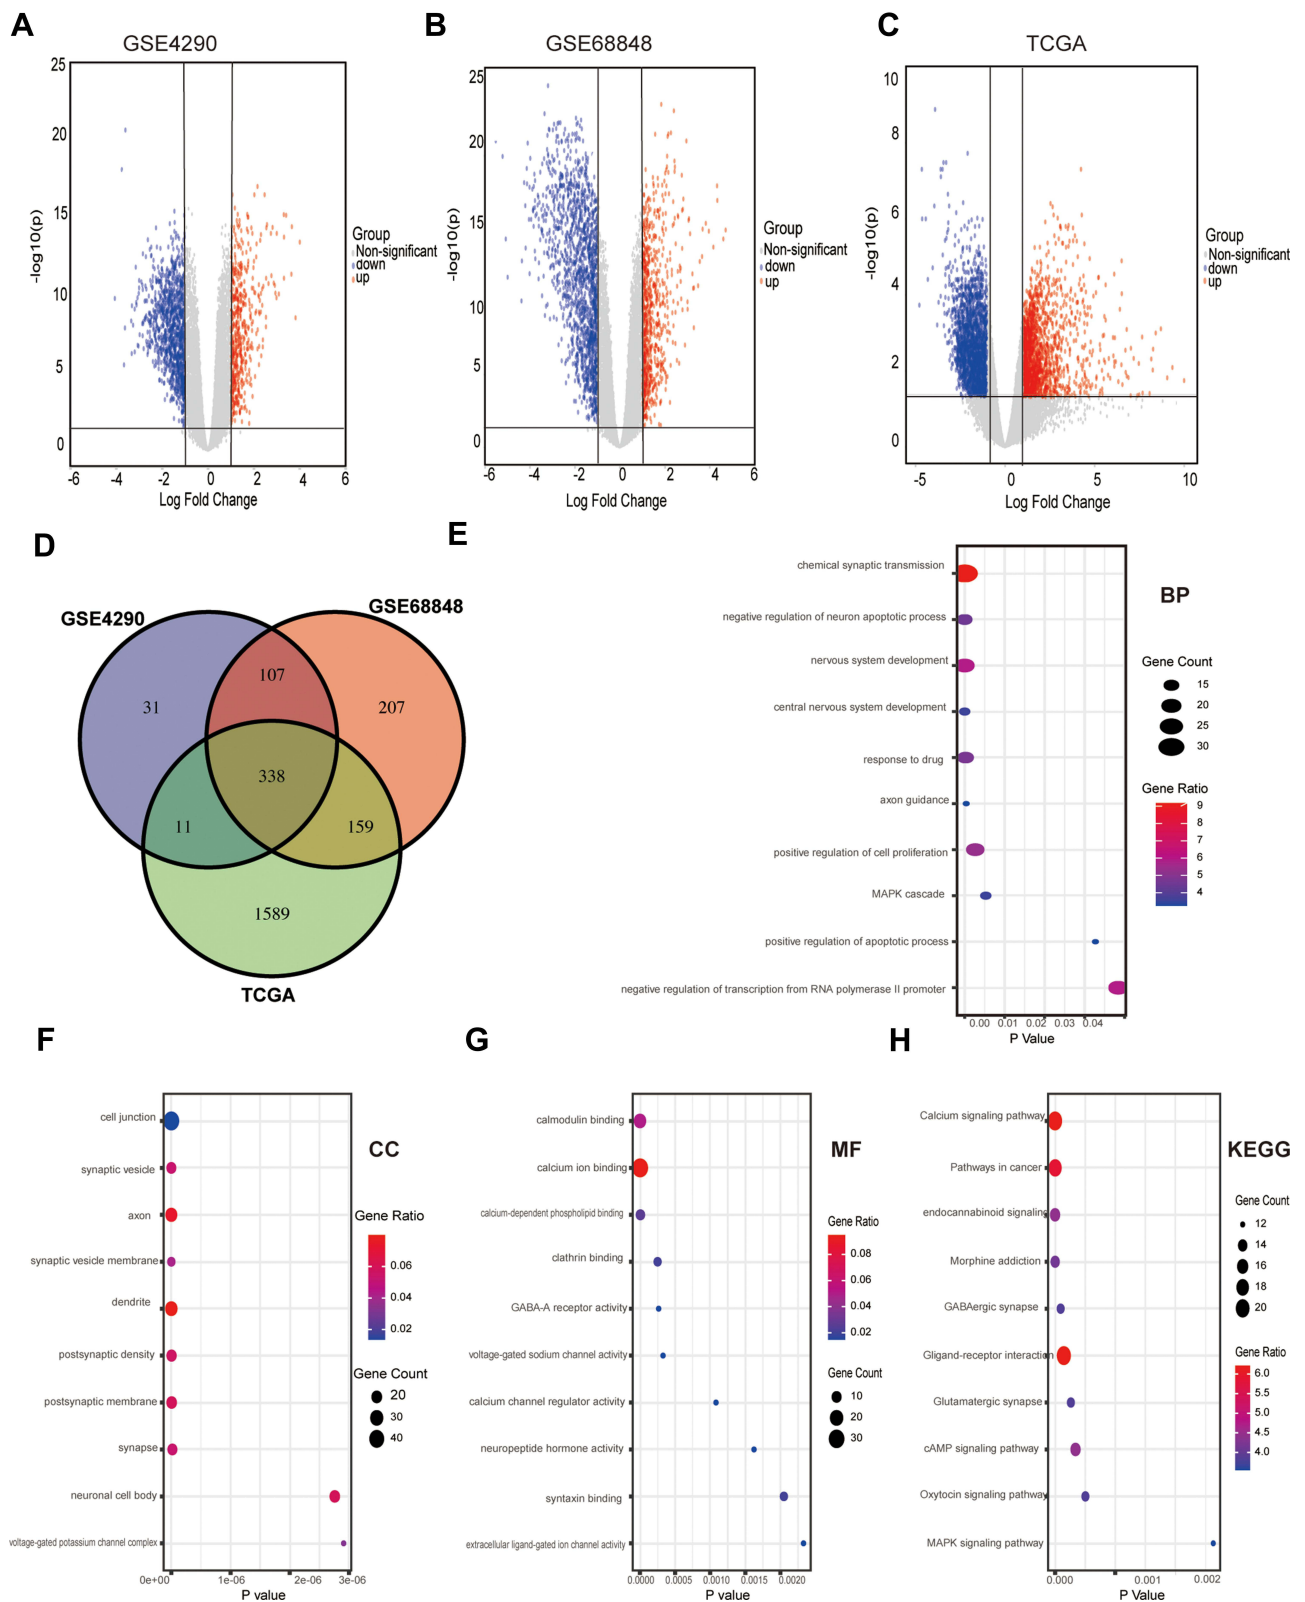 A
GSE4290
25
20
15
10
5
0
-log10(p)
-6
-4
-2
0
2
4
6
Log Fold Change
Group
Non-significant
down
up
B
GSE68848
25
20
15
10
5
0
-log10(p)
-6
-4
-2
0
2
4
6
Log Fold Change
Group
Non-significant
down
up
C
TCGA
10
8
6
4
2
0
-log10(p)
-5
0
5
10
Log Fold Change
Group
Non-significant
down
up
D
GSE4290
GSE68848
107
31
207
338
11
159
1589
TCGA
E
chemical synaptic transmission
negative regulation of neuron apoptotic process
nervous system development
central nervous system development
response to drug
axon guidance
positive regulation of cell proliferation
MAPK cascade
positive regulation of apoptotic process
negative regulation of transcription from RNA polymerase II promoter
0.00
0.01
0.02
0.03
0.04
P Value
BP
Gene Count
15
20
25
30
Gene Ratio
9
8
7
6
5
4
F
cell junction
synaptic vesicle
axon
synaptic vesicle membrane
dendrite
postsynaptic density
postsynaptic membrane
synapse
neuronal cell body
voltage-gated potassium channel complex
0e+00
1e-06
2e-06
3e-06
P value
CC
Gene Ratio
0.06
0.04
0.02
Gene Count
20
30
40
G
calmodulin binding
calcium ion binding
calcium-dependent phospholipid binding
clathrin binding
GABA-A receptor activity
voltage-gated sodium channel activity
calcium channel regulator activity
neuropeptide hormone activity
syntaxin binding
extracellular ligand-gated ion channel activity
0.0000
0.0005
0.0010
0.0015
0.0020
P value
MF
Gene Ratio
0.08
0.06
0.04
0.02
Gene Count
10
20
30
H
Calcium signaling pathway
Pathways in cancer
endocannabinoid signaling
Morphine addiction
GABAergic synapse
Gligand-receptor interaction
Glutamatergic synapse
cAMP signaling pathway
Oxytocin signaling pathway
MAPK signaling pathway
0.000
0.001
0.002
P Value
KEGG
Gene Count
12
14
16
18
20
Gene Ratio
6.0
5.5
5.0
4.5
4.0